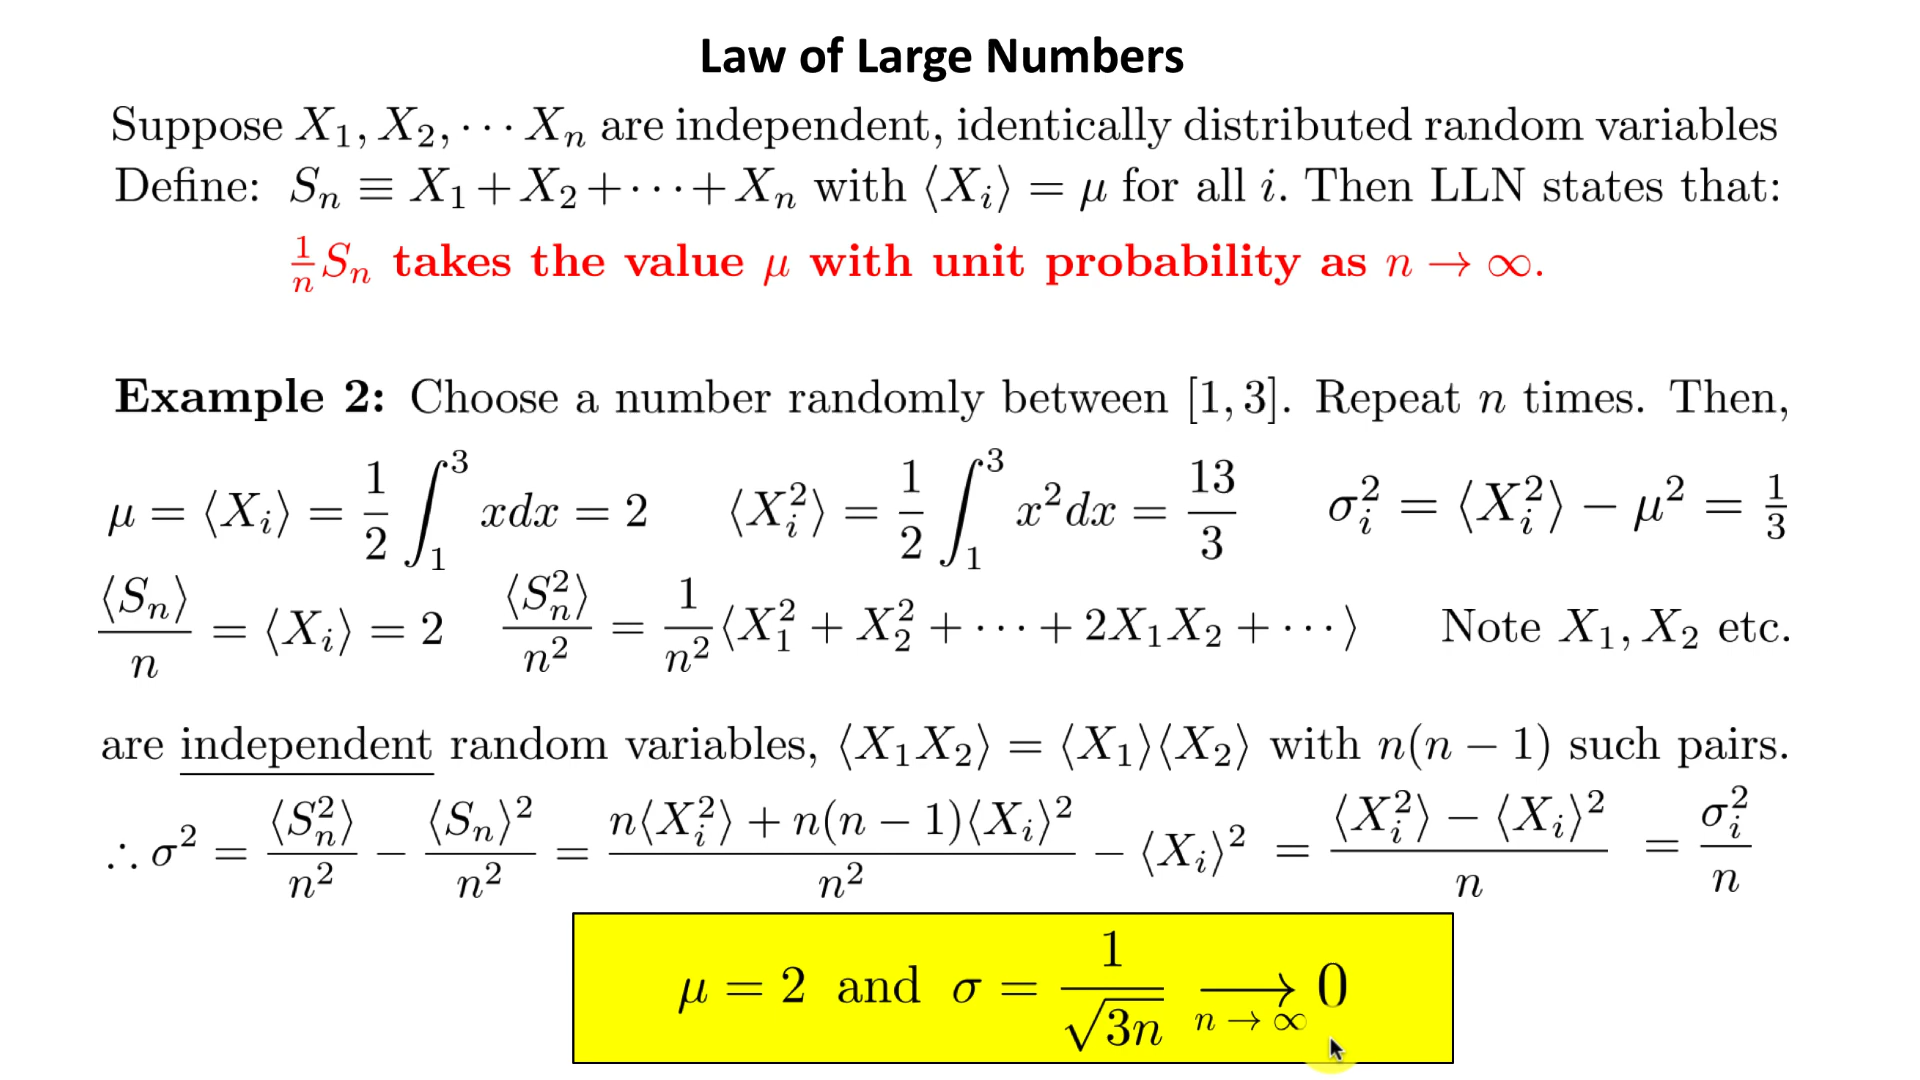 Law of Large Numbers
Suppose X₁, X₂, ⋯ Xₙ are independent, identically distributed random variables
Define: Sₙ ≡ X₁ + X₂ + ⋯ + Xₙ with ⟨Xᵢ⟩ = μ for all i. Then LLN states that:
1/n Sₙ takes the value μ with unit probability as n → ∞.
Example 2: Choose a number randomly between [1, 3]. Repeat n times. Then,
μ = ⟨Xᵢ⟩ = 1/2 ∫₁³ xdx = 2 ⟨Xᵢ²⟩ = 1/2 ∫₁³ x²dx = 13/3 σᵢ² = ⟨Xᵢ²⟩ − μ² = 1/3
⟨Sₙ⟩/n = ⟨Xᵢ⟩ = 2 ⟨Sₙ²⟩/n² = 1/n² ⟨X₁² + X₂² + ⋯ + 2X₁X₂ + ⋯⟩ Note X₁, X₂ etc.
are independent random variables, ⟨X₁X₂⟩ = ⟨X₁⟩⟨X₂⟩ with n(n − 1) such pairs.
∴ σ² = ⟨Sₙ²⟩/n² − ⟨Sₙ⟩²/n² = (n⟨Xᵢ²⟩ + n(n − 1)⟨Xᵢ⟩²)/n² − ⟨Xᵢ⟩² = (⟨Xᵢ²⟩ − ⟨Xᵢ⟩²)/n = σᵢ²/n
μ = 2 and σ = 1/√(3n) ⟶ 0
n → ∞